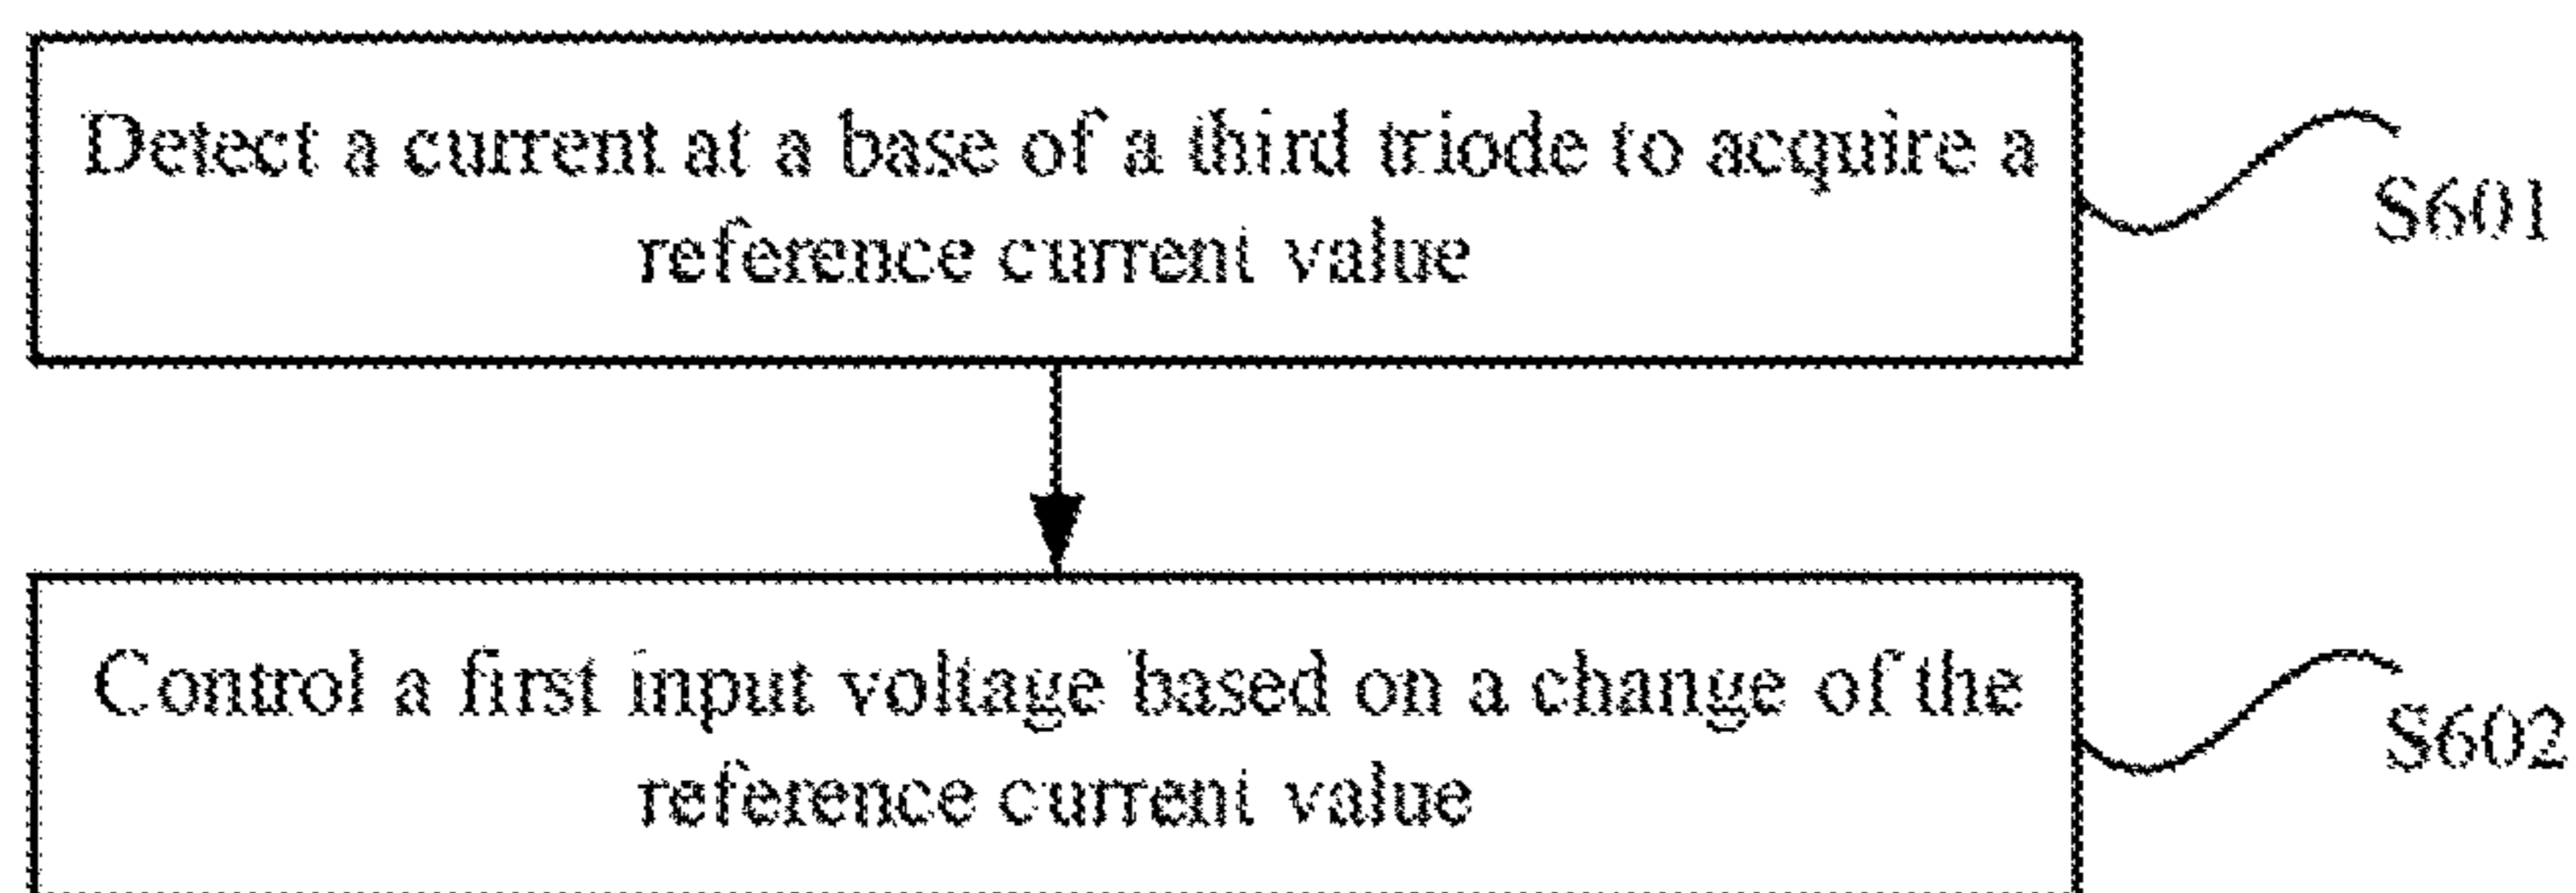 Detect a current at a base of a third triode to acquire a
reference current value
S601
Control a first input voltage based on a change of the
reference current value
S602